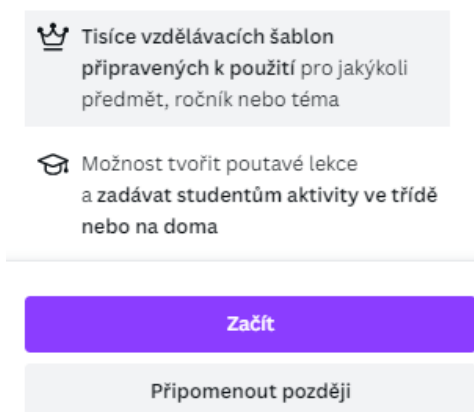 Tisíce vzdělávacích šablon
připravených k použití pro jakýkoli
předmět, ročník nebo téma
Možnost tvořit poutavé lekce
a zadávat studentům aktivity ve třídě
nebo na doma
Začít
Připomenout později